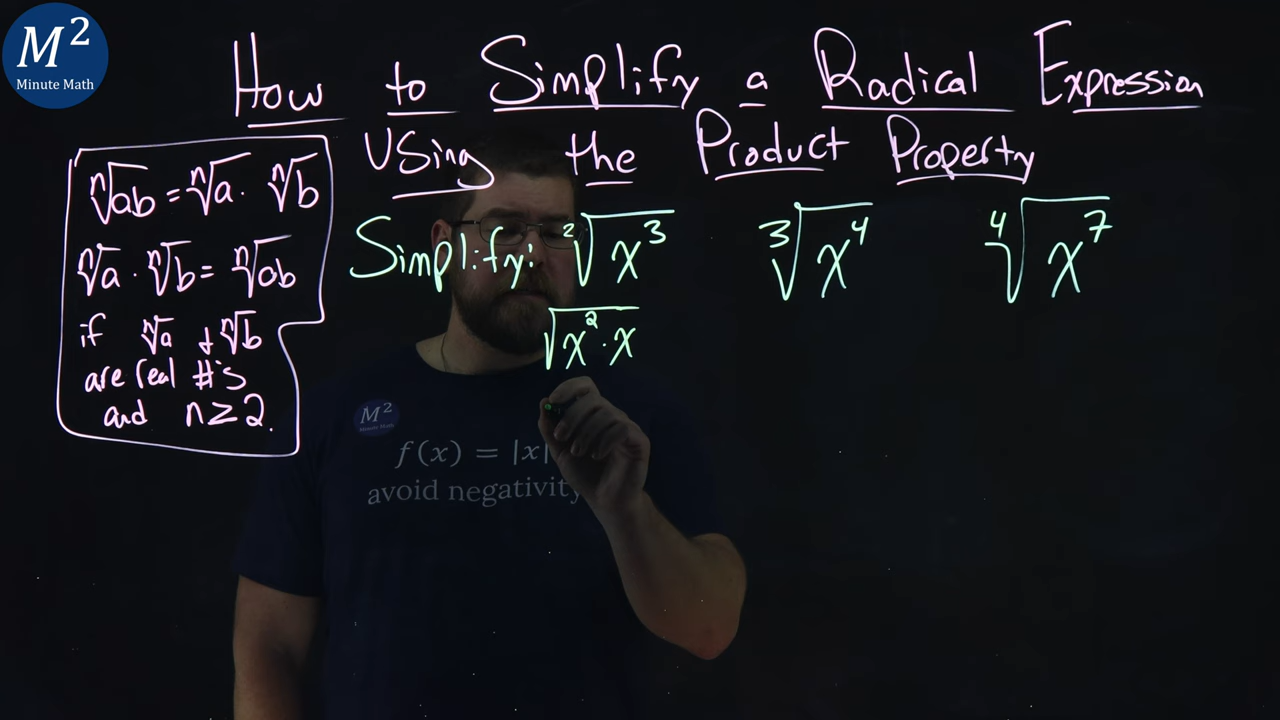 M²
Minute Math
How to Simplify a Radical Expression
Using the Product Property
ⁿ√ab = ⁿ√a · ⁿ√b
ⁿ√a · ⁿ√b = ⁿ√ab
if ⁿ√a & ⁿ√b
are real #'s
and n ≥ 2.
Simplify: ²√x³ ³√x⁴ ⁴√x⁷
√x² · x
M²
Minute Math
f(x) = |x|
avoid negativity